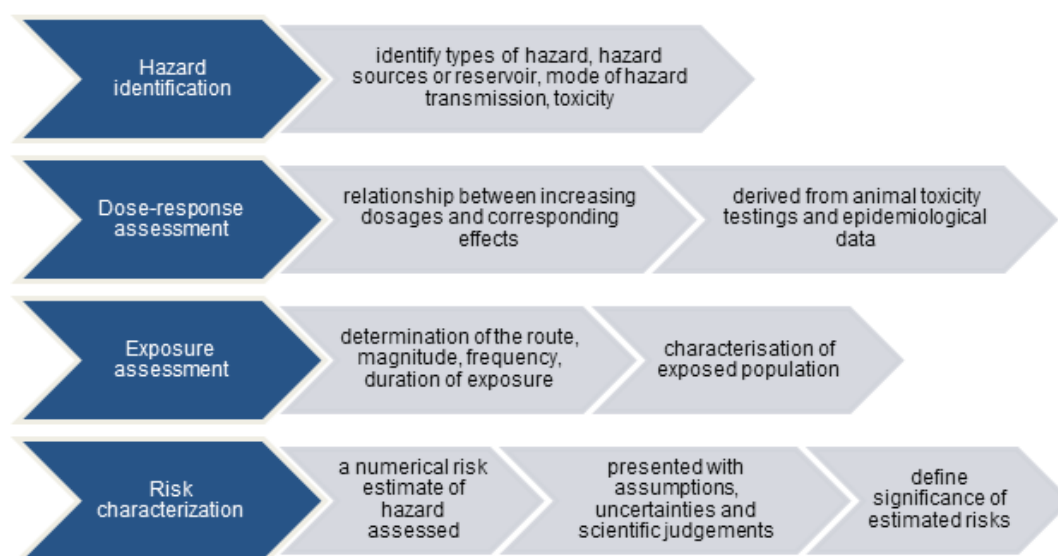 Hazard
identification
identify types of hazard, hazard
sources or reservoir, mode of hazard
transmission, toxicity
Dose-response
assessment
relationship between increasing
dosages and corresponding
effects
derived from animal toxicity
testings and epidemiological
data
Exposure
assessment
determination of the route,
magnitude, frequency,
duration of exposure
characterisation of
exposed population
Risk
characterization
a numerical risk
estimate of
hazard
assessed
presented with
assumptions,
uncertainties and
scientific judgements
define
significance of
estimated risks